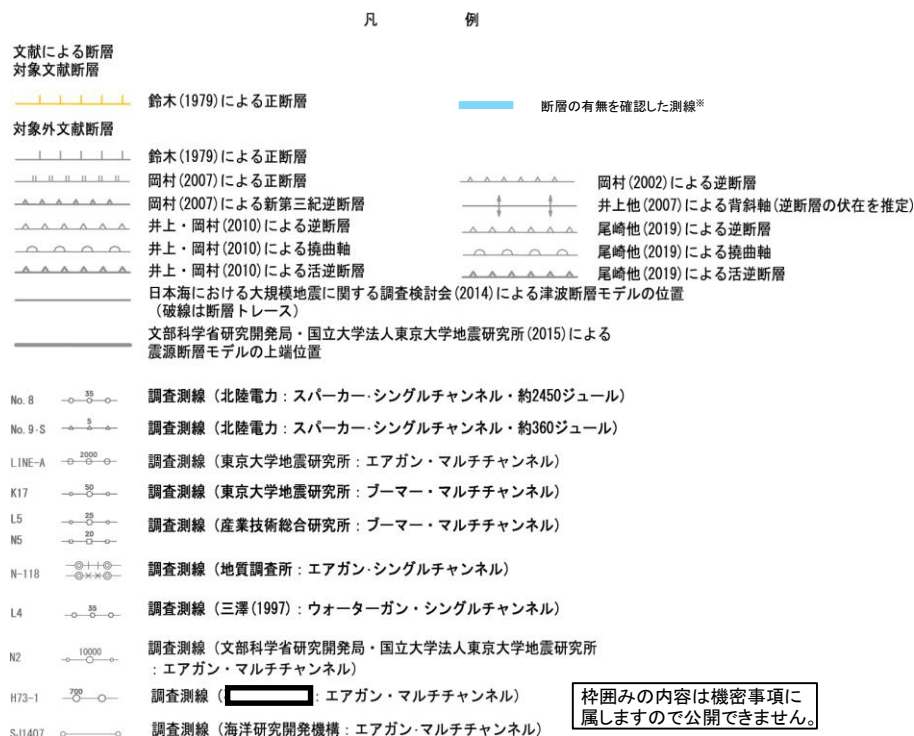 凡 例
文献による断層
対象文献断層
鈴木(1979)による正断層
断層の有無を確認した測線※
対象外文献断層
鈴木(1979)による正断層
岡村(2007)による正断層
岡村(2007)による新第三紀逆断層
井上・岡村(2010)による逆断層
井上・岡村(2010)による撓曲軸
井上・岡村(2010)による活逆断層
岡村(2002)による逆断層
井上他(2007)による背斜軸(逆断層の伏在を推定)
尾崎他(2019)による逆断層
尾崎他(2019)による撓曲軸
尾崎他(2019)による活逆断層
日本海における大規模地震に関する調査検討会(2014)による津波断層モデルの位置
(破線は断層トレース)
文部科学省研究開発局・国立大学法人東京大学地震研究所(2015)による
震源断層モデルの上端位置
No.8 35 調査測線(北陸電力:スパーカー・シングルチャンネル・約2450ジュール)
No.9-S 5 調査測線(北陸電力:スパーカー・シングルチャンネル・約360ジュール)
LINE-A 2000 調査測線(東京大学地震研究所:エアガン・マルチチャンネル)
K17 50 調査測線(東京大学地震研究所:ブーマー・マルチチャンネル)
L5 25 調査測線(産業技術総合研究所:ブーマー・マルチチャンネル)
N5 20
N-118 調査測線(地質調査所:エアガン・シングルチャンネル)
L4 35 調査測線(三澤(1997):ウォーターガン・シングルチャンネル)
N2 10000 調査測線(文部科学省研究開発局・国立大学法人東京大学地震研究所
:エアガン・マルチチャンネル)
H73-1 700 調査測線( :エアガン・マルチチャンネル)
枠囲みの内容は機密事項に
属しますので公開できません。
SJ1407 調査測線(海洋研究開発機構:エアガン・マルチチャンネル)